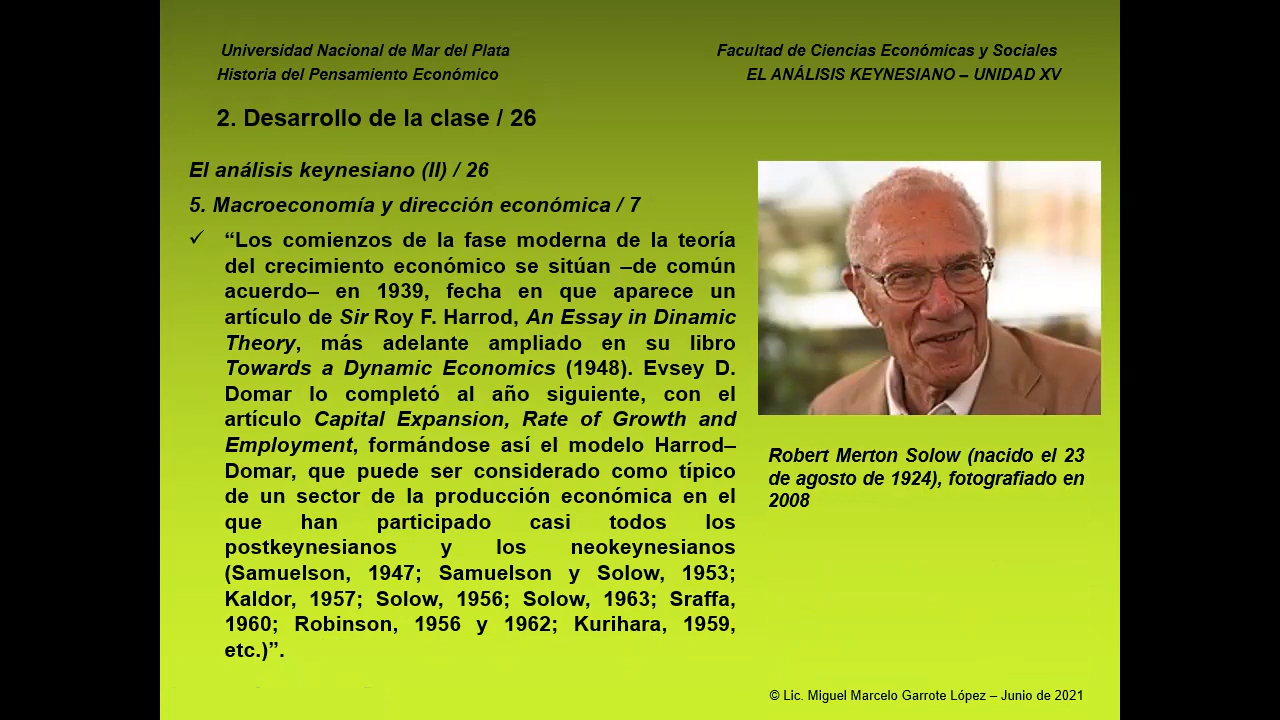 Universidad Nacional de Mar del Plata
Historia del Pensamiento Económico
Facultad de Ciencias Económicas y Sociales
EL ANÁLISIS KEYNESIANO – UNIDAD XV
2. Desarrollo de la clase / 26
El análisis keynesiano (II) / 26
5. Macroeconomía y dirección económica / 7
✓ “Los comienzos de la fase moderna de la teoría
del crecimiento económico se sitúan –de común
acuerdo– en 1939, fecha en que aparece un
artículo de Sir Roy F. Harrod, An Essay in Dinamic
Theory, más adelante ampliado en su libro
Towards a Dynamic Economics (1948). Evsey D.
Domar lo completó al año siguiente, con el
artículo Capital Expansion, Rate of Growth and
Employment, formándose así el modelo Harrod–
Domar, que puede ser considerado como típico
de un sector de la producción económica en el
que han participado casi todos los
postkeynesianos y los neokeynesianos
(Samuelson, 1947; Samuelson y Solow, 1953;
Kaldor, 1957; Solow, 1956; Solow, 1963; Sraffa,
1960; Robinson, 1956 y 1962; Kurihara, 1959,
etc.)”.
Robert Merton Solow (nacido el 23
de agosto de 1924), fotografiado en
2008
© Lic. Miguel Marcelo Garrote López – Junio de 2021